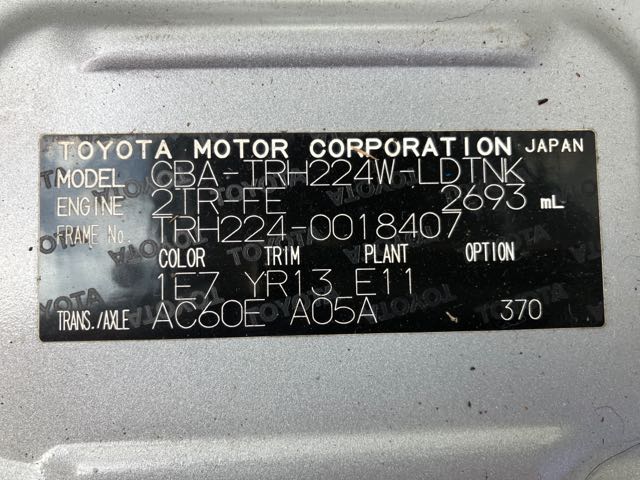 TOYOTA MOTOR CORPORATION JAPAN
MODEL CBA-TRH224W-LDTNK
ENGINE 2TR-FE 2693 mL
FRAME No. TRH224-0018407
COLOR TRIM PLANT OPTION
1E7 YR13 E11
TRANS./AXLE AC60E A05A 370